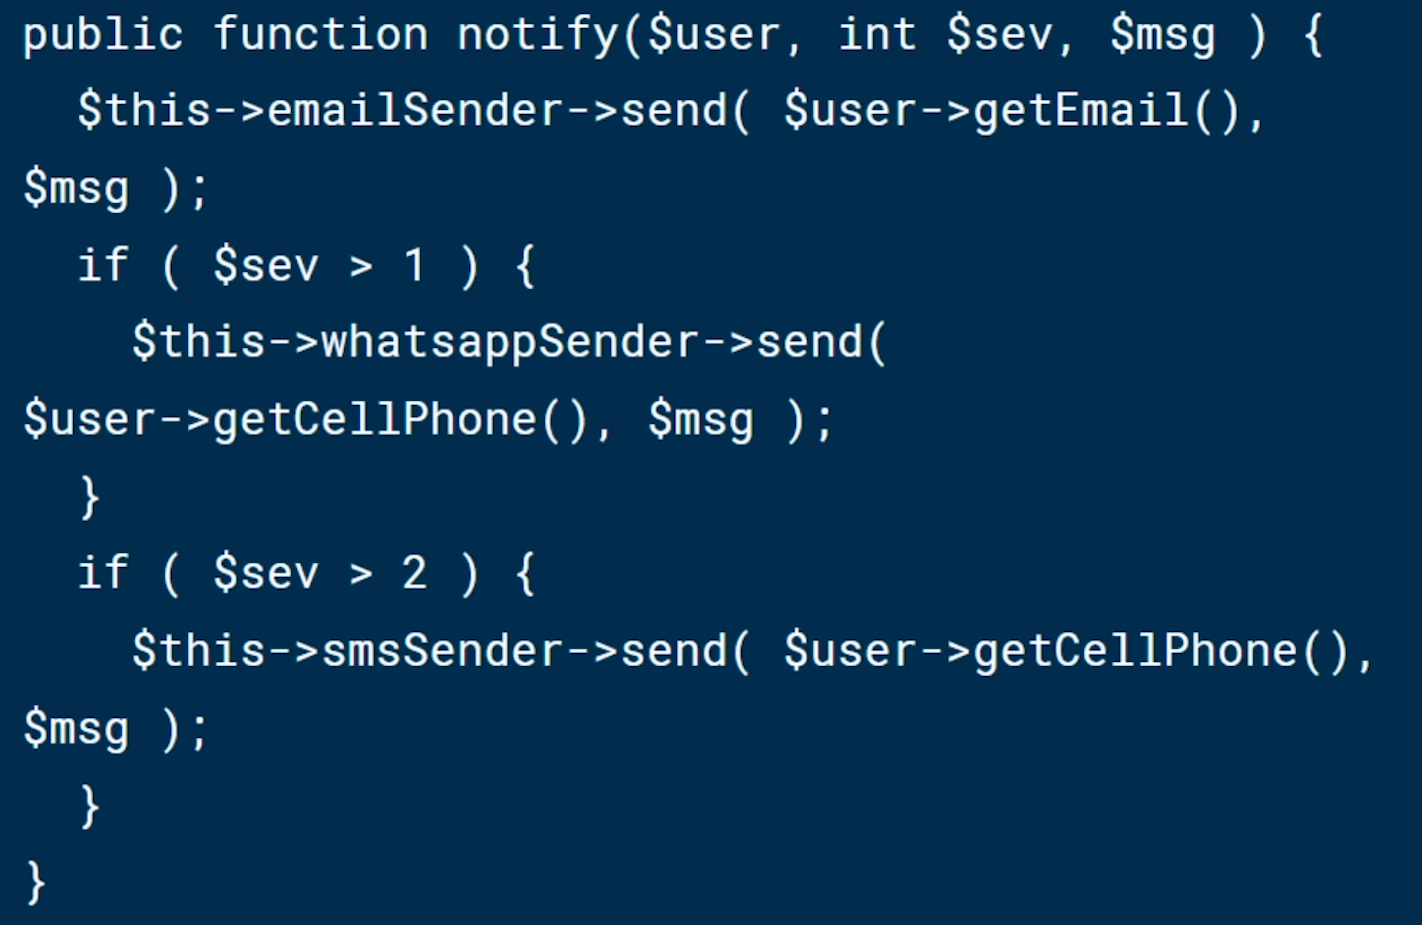 public function notify($user, int $sev, $msg ) {
  $this->emailSender->send( $user->getEmail(),
$msg );
  if ( $sev > 1 ) {
    $this->whatsappSender->send(
$user->getCellPhone(), $msg );
  }
  if ( $sev > 2 ) {
    $this->smsSender->send( $user->getCellPhone(),
$msg );
  }
}